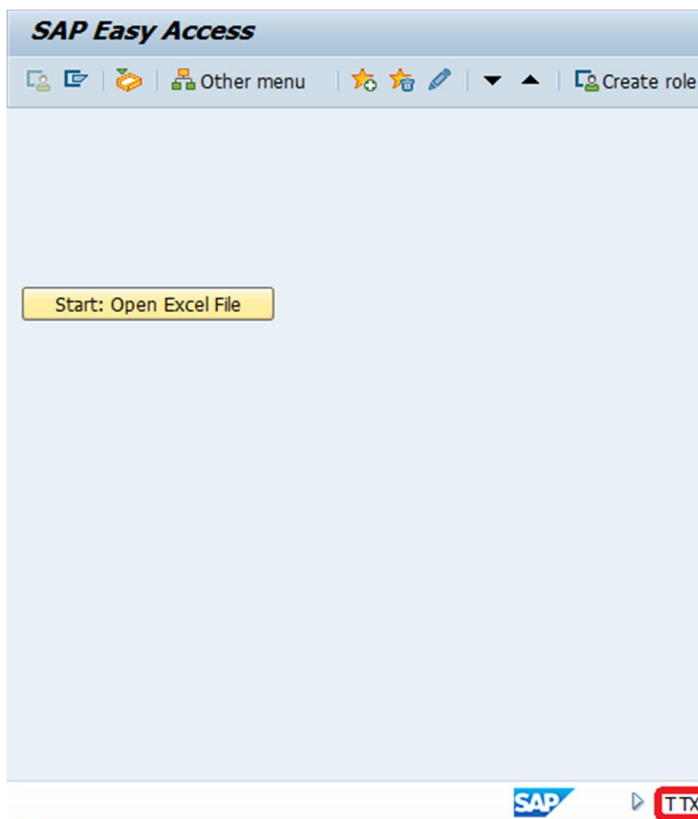 SAP Easy Access
Other menu
Create role
Start: Open Excel File
SAP
TTX